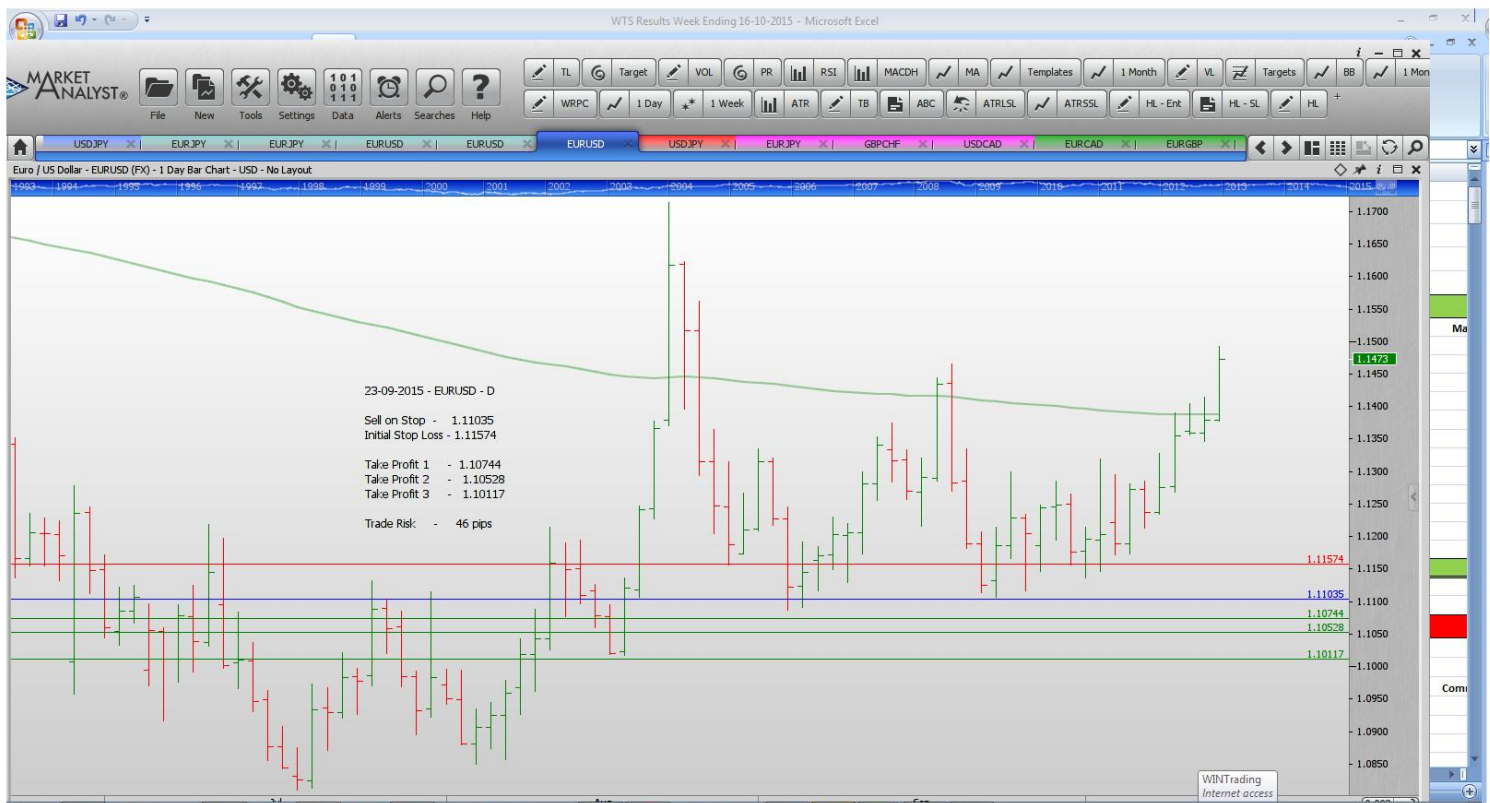 WTS Results Week Ending 16-10-2015 - Microsoft Excel
MARKET ANALYST®
File New Tools Settings Data Alerts Searches Help
TL Target VOL PR RSI MACDH MA Templates 1 Month VL Targets BB 1 Mon
WRPC 1 Day 1 Week ATR TB ABC ATRLSL ATRSSL HL - Ent HL - SL HL +
USDJPY EURJPY EURJPY EURUSD EURUSD EURUSD USDJPY EURJPY GBPCHF USDCAD EURCAD EURGBP
Euro / US Dollar - EURUSD (FX) - 1 Day Bar Chart - USD - No Layout
1993 1994 1995 1996 1997 1998 1999 2000 2001 2002 2003 2004 2005 2006 2007 2008 2009 2010 2011 2012 2013 2014 2015
1.1700
1.1650
1.1600
1.1550
Ma
1.1500
1.1473
1.1450
23-09-2015 - EURUSD - D
1.1400
Sell on Stop - 1.11035
Initial Stop Loss - 1.11574
1.1350
Take Profit 1 - 1.10744
1.1300
Take Profit 2 - 1.10528
Take Profit 3 - 1.10117
1.1250
Trade Risk - 46 pips
1.1200
1.11574
1.1150
1.11035
1.1100
1.10744
1.10528
1.1050
1.10117
1.1000
Com
1.0950
1.0900
1.0850
WINTrading
Internet access